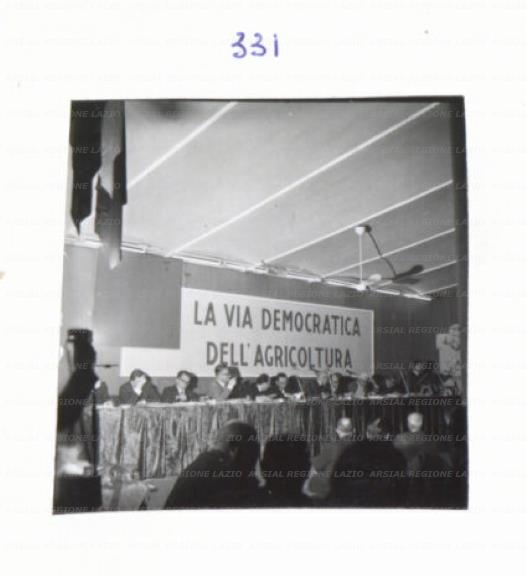 331
LA VIA DEMOCRATICA
DELL'AGRICOLTURA
ARSIAL REGIONE LAZIO